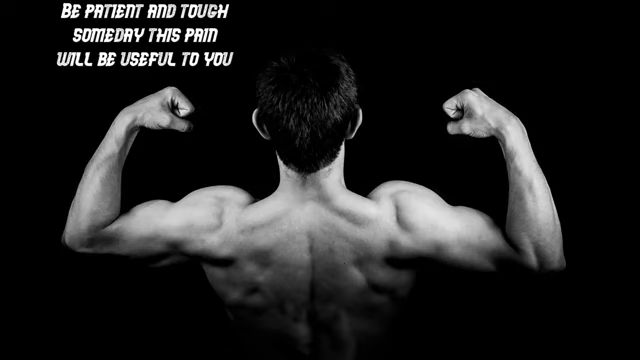 Be patient and tough
someday this pain
will be useful to you